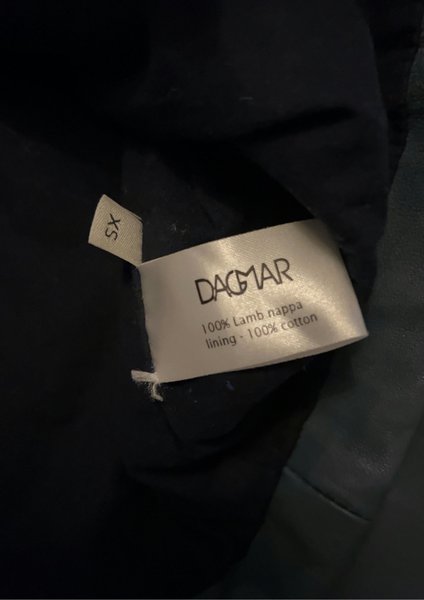 XS
DAGMAR
100% Lamb nappa
lining - 100% cotton